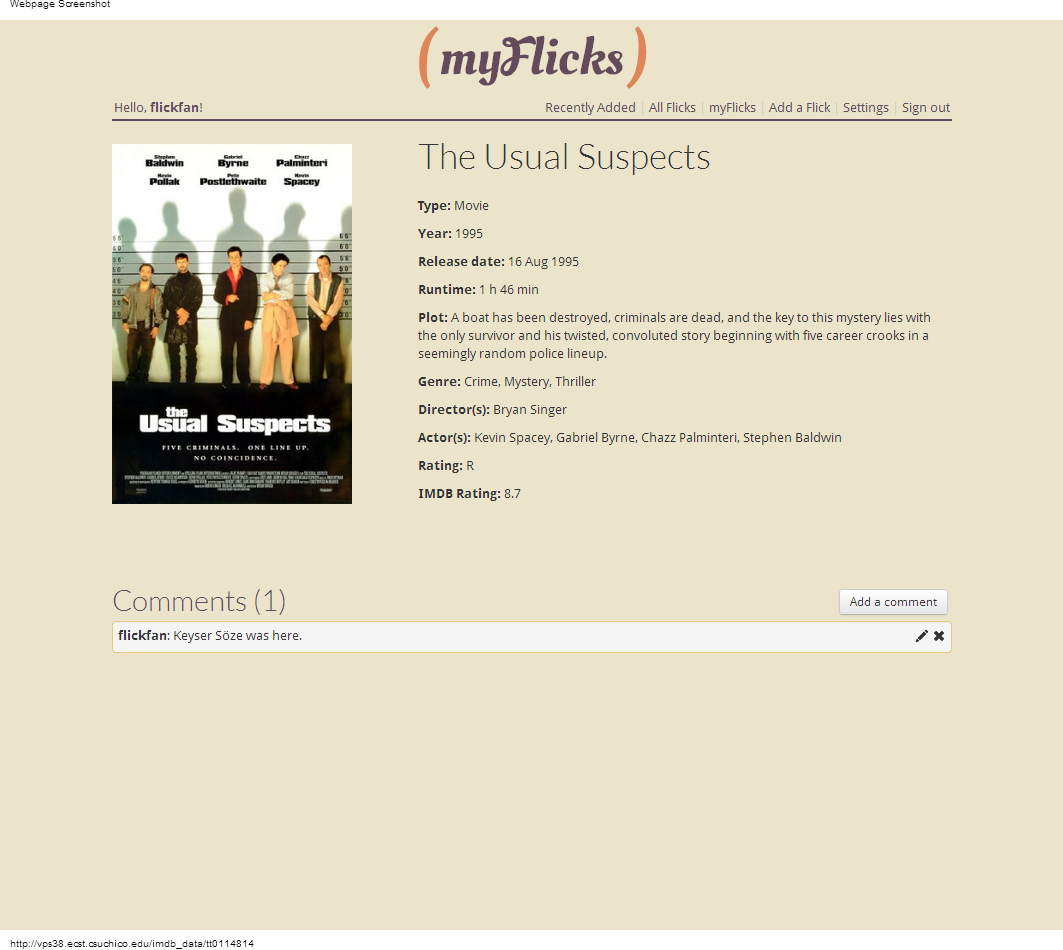 Webpage Screenshot
(myFlicks)
Hello, flickfan!
Recently Added | All Flicks | myFlicks | Add a Flick | Settings | Sign out
Stephen Baldwin
Gabriel Byrne
Chazz Palminteri
Kevin Pollak
Pete Postlethwaite
Kevin Spacey
the
Usual Suspects
FIVE CRIMINALS. ONE LINE UP.
NO COINCIDENCE.
The Usual Suspects
Type: Movie
Year: 1995
Release date: 16 Aug 1995
Runtime: 1 h 46 min
Plot: A boat has been destroyed, criminals are dead, and the key to this mystery lies with
the only survivor and his twisted, convoluted story beginning with five career crooks in a
seemingly random police lineup.
Genre: Crime, Mystery, Thriller
Director(s): Bryan Singer
Actor(s): Kevin Spacey, Gabriel Byrne, Chazz Palminteri, Stephen Baldwin
Rating: R
IMDB Rating: 8.7
Comments (1)
Add a comment
flickfan: Keyser Söze was here.
http://vps38.ecst.csuchico.edu/imdb_data/tt0114814